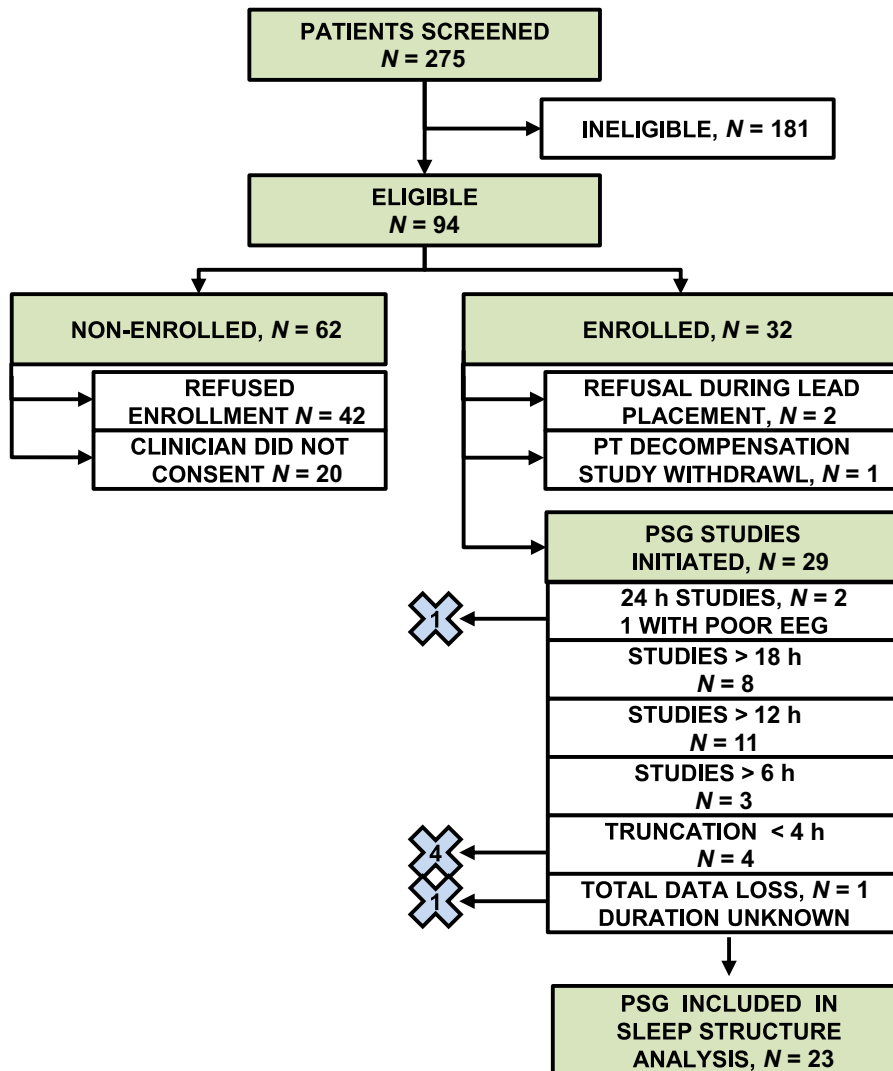 PATIENTS SCREENED
N = 275
INELIGIBLE, N = 181
ELIGIBLE
N = 94
NON-ENROLLED, N = 62
REFUSED
ENROLLMENT N = 42
CLINICIAN DID NOT
CONSENT N = 20
ENROLLED, N = 32
REFUSAL DURING LEAD
PLACEMENT, N = 2
PT DECOMPENSATION
STUDY WITHDRAWL, N = 1
PSG STUDIES
INITIATED, N = 29
24 h STUDIES, N = 2
1 WITH POOR EEG
1
STUDIES > 18 h
N = 8
STUDIES > 12 h
N = 11
STUDIES > 6 h
N = 3
TRUNCATION < 4 h
N = 4
4
TOTAL DATA LOSS, N = 1
DURATION UNKNOWN
1
PSG INCLUDED IN
SLEEP STRUCTURE
ANALYSIS, N = 23